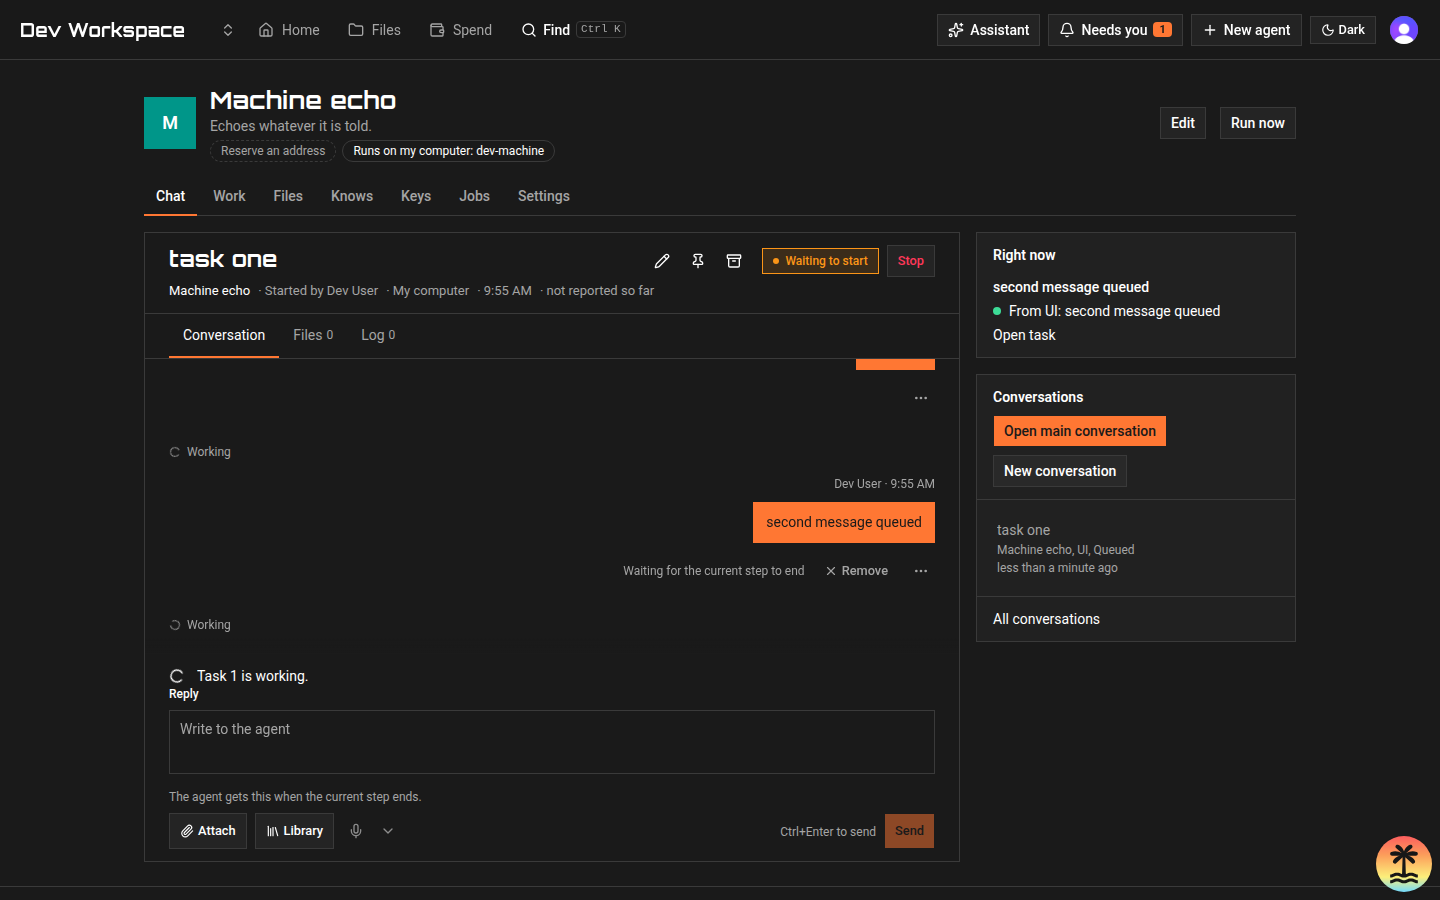 Dev Workspace
Home
Files
Spend
Find Ctrl K
Assistant
Needs you 1
New agent
Dark
M
Machine echo
Echoes whatever it is told.
Reserve an address
Runs on my computer: dev-machine
Edit
Run now
Chat
Work
Files
Knows
Keys
Jobs
Settings
task one
Waiting to start
Stop
Machine echo · Started by Dev User · My computer · 9:55 AM · not reported so far
Conversation
Files 0
Log 0
Working
Dev User · 9:55 AM
second message queued
Waiting for the current step to end
Remove
Working
Task 1 is working.
Reply
Write to the agent
The agent gets this when the current step ends.
Attach
Library
Ctrl+Enter to send
Send
Right now
second message queued
From UI: second message queued
Open task
Conversations
Open main conversation
New conversation
task one
Machine echo, UI, Queued
less than a minute ago
All conversations